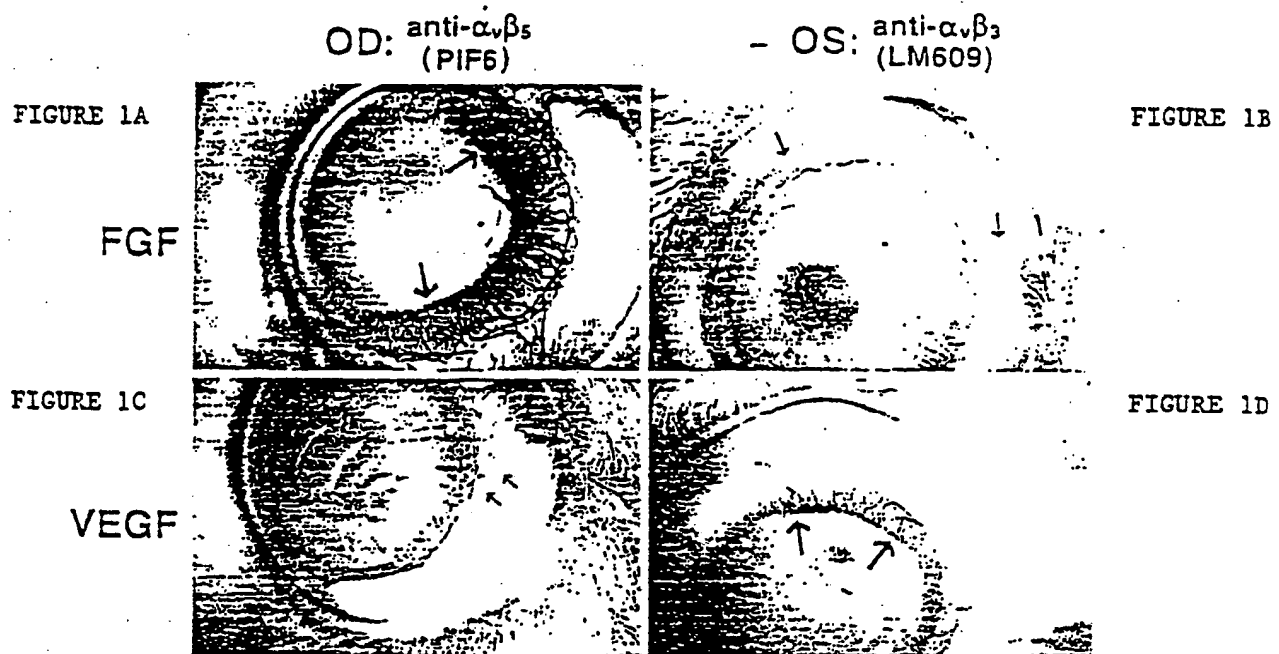 OD: anti-αᵥβ₅
(PIF6)
– OS: anti-αᵥβ₃
(LM609)
FIGURE 1A
FIGURE 1B
FGF
FIGURE 1C
FIGURE 1D
VEGF